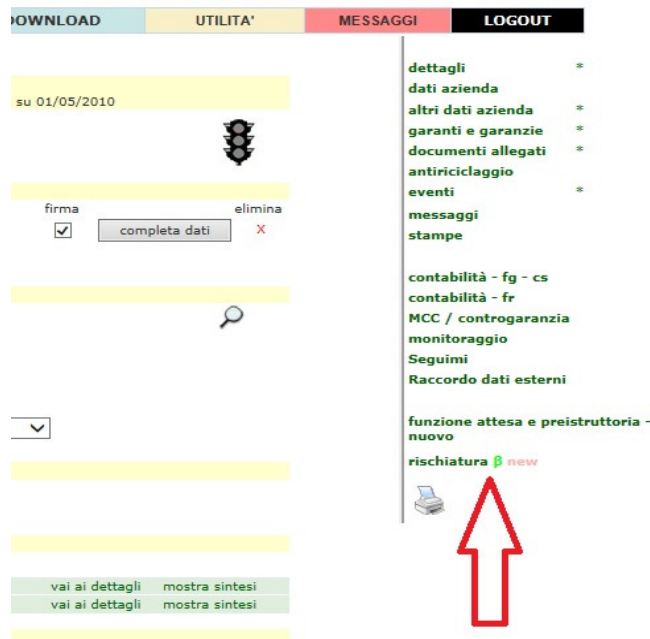 OWNLOAD UTILITA' MESSAGGI LOGOUT
su 01/05/2010
firma elimina
completa dati X
vai ai dettagli mostra sintesi
vai ai dettagli mostra sintesi
dettagli *
dati azienda
altri dati azienda *
garanti e garanzie *
documenti allegati *
antiriciclaggio
eventi *
messaggi
stampe
contabilità - fg - cs
contabilità - fr
MCC / controgaranzia
monitoraggio
Seguimi
Raccordo dati esterni
funzione attesa e preistruttoria -
nuovo
rischiatura β new